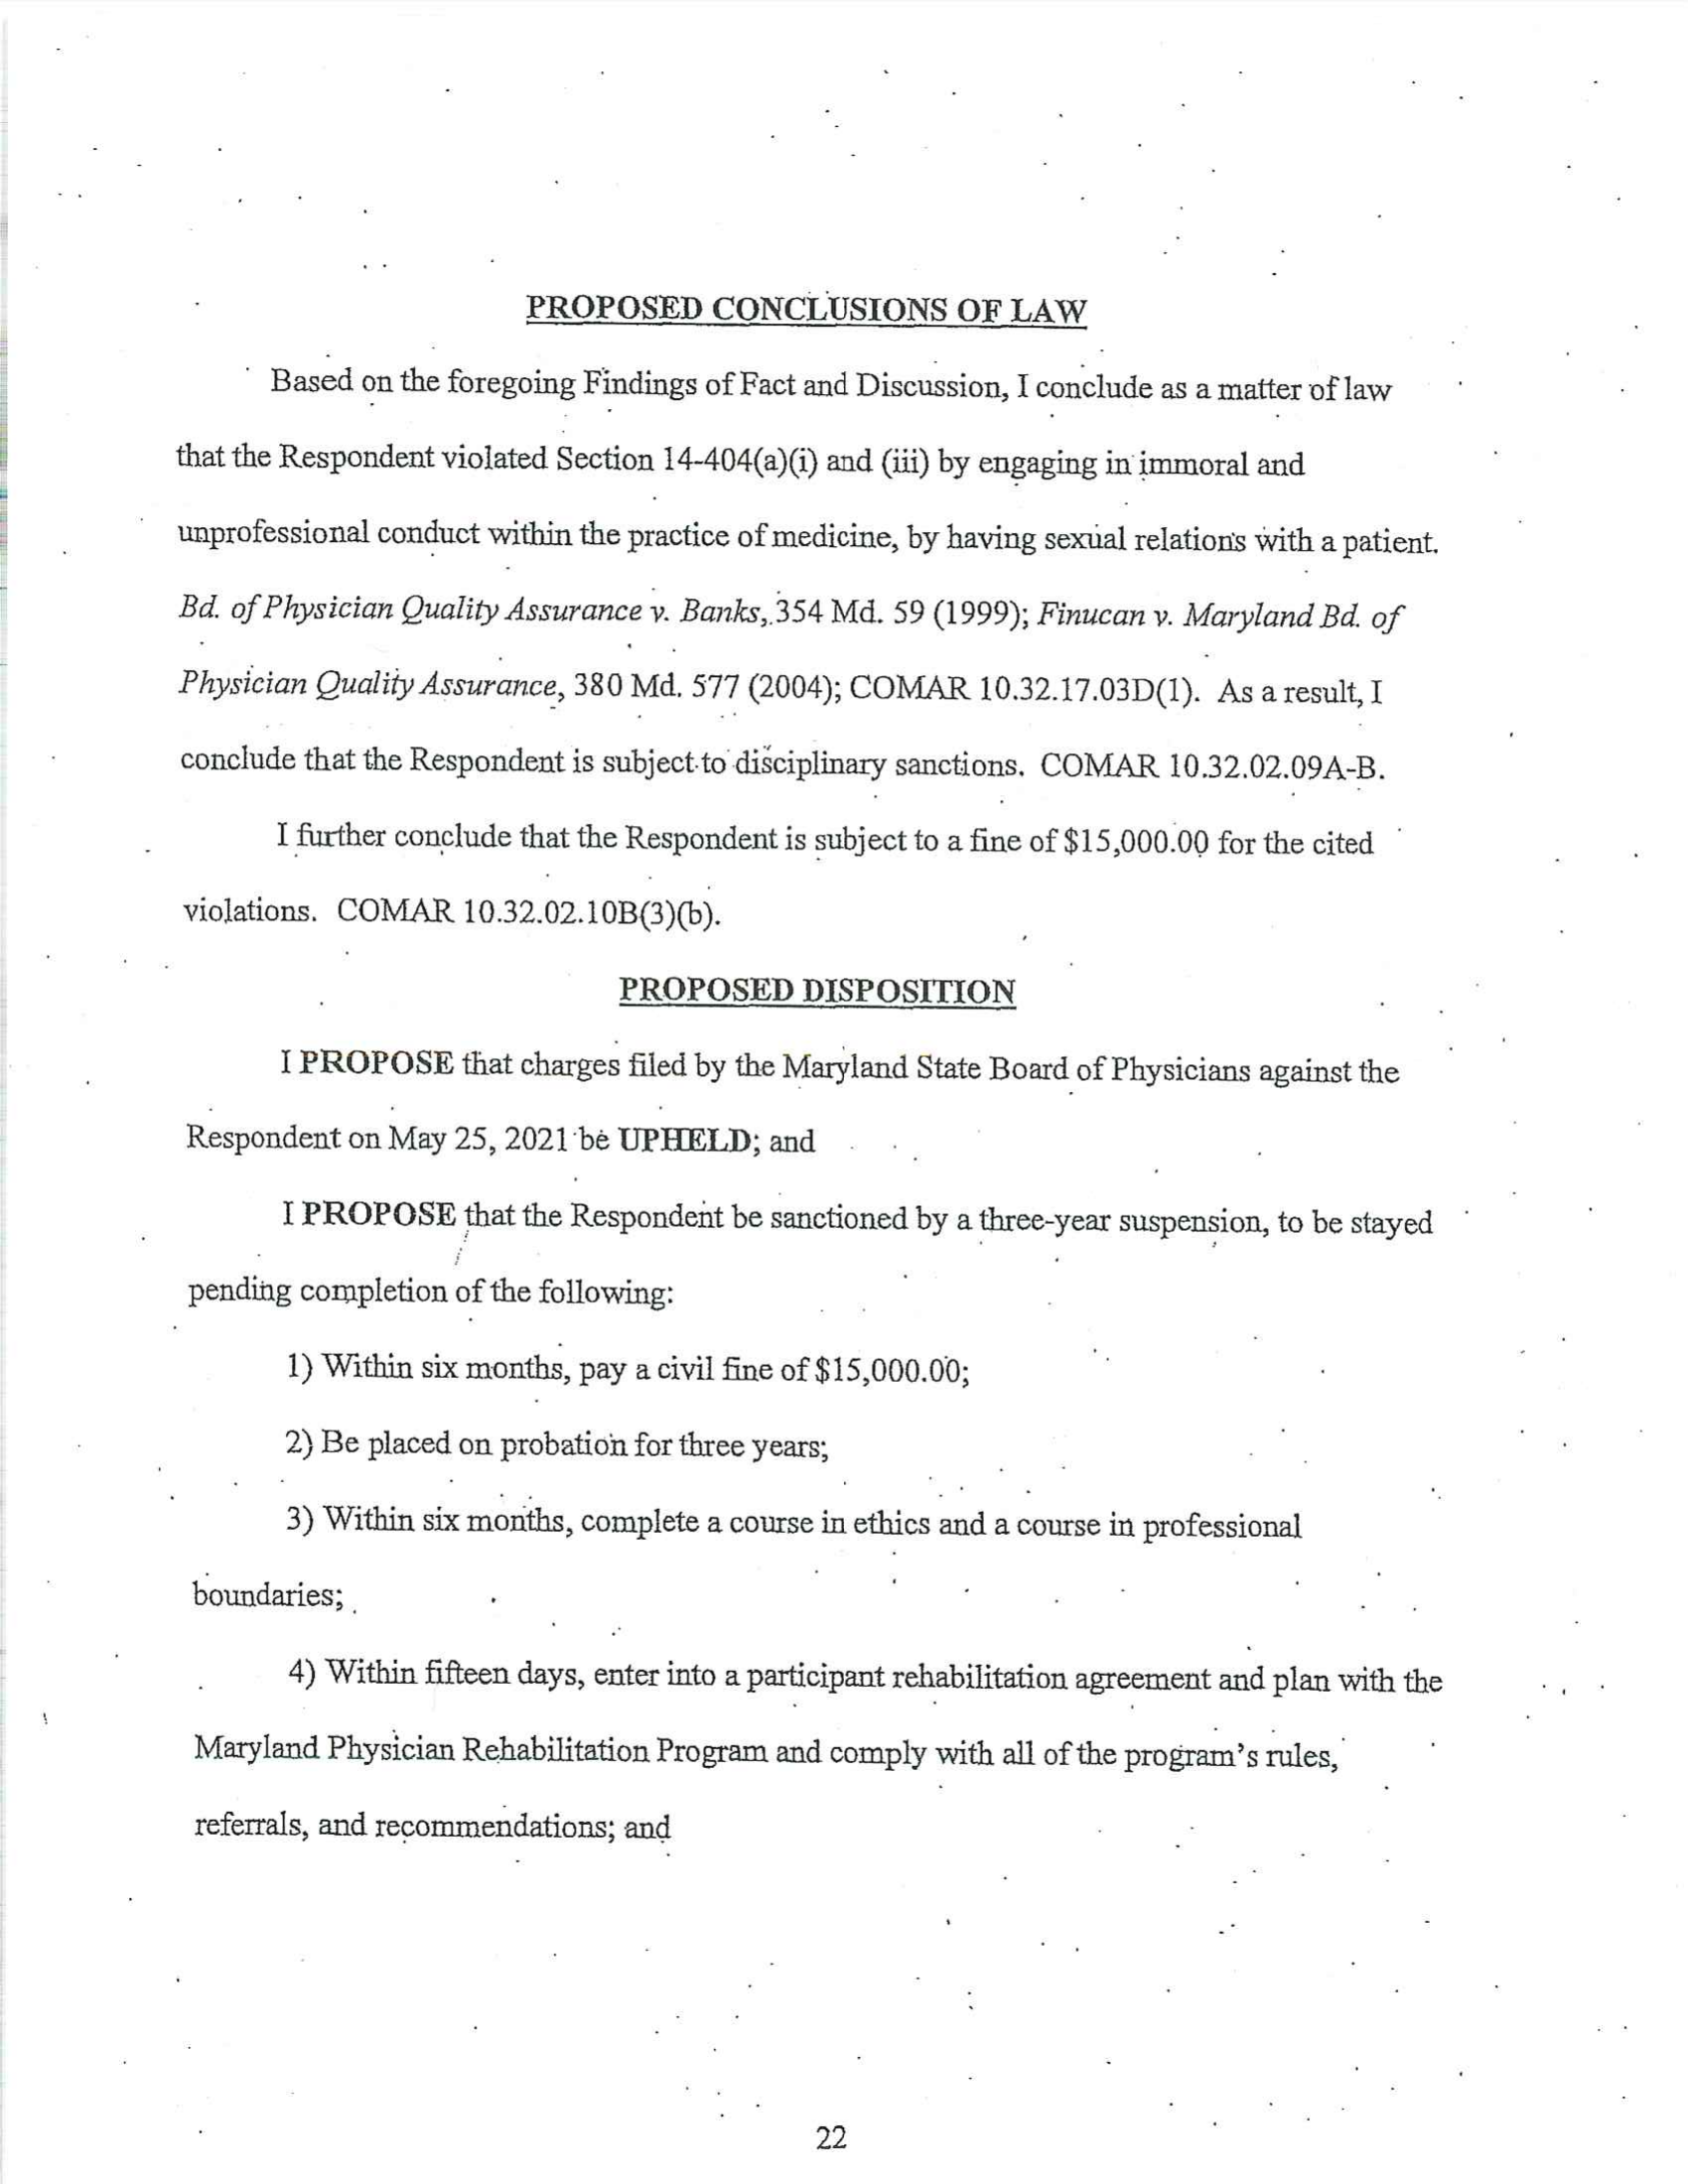 PROPOSED CONCLUSIONS OF LAW
Based on the foregoing Findings of Fact and Discussion, I conclude as a matter of law
that the Respondent violated Section 14-404(a)(i) and (iii) by engaging in immoral and
unprofessional conduct within the practice of medicine, by having sexual relations with a patient.
Bd. of Physician Quality Assurance v. Banks, 354 Md. 59 (1999); Finucan v. Maryland Bd. of
Physician Quality Assurance, 380 Md. 577 (2004); COMAR 10.32.17.03D(1). As a result, I
conclude that the Respondent is subject to disciplinary sanctions. COMAR 10.32.02.09A-B.
I further conclude that the Respondent is subject to a fine of $15,000.00 for the cited
violations. COMAR 10.32.02.10B(3)(b).
PROPOSED DISPOSITION
I PROPOSE that charges filed by the Maryland State Board of Physicians against the
Respondent on May 25, 2021 be UPHELD; and
I PROPOSE that the Respondent be sanctioned by a three-year suspension, to be stayed
pending completion of the following:
1) Within six months, pay a civil fine of $15,000.00;
2) Be placed on probation for three years;
3) Within six months, complete a course in ethics and a course in professional
boundaries;
4) Within fifteen days, enter into a participant rehabilitation agreement and plan with the
Maryland Physician Rehabilitation Program and comply with all of the program's rules,
referrals, and recommendations; and
22